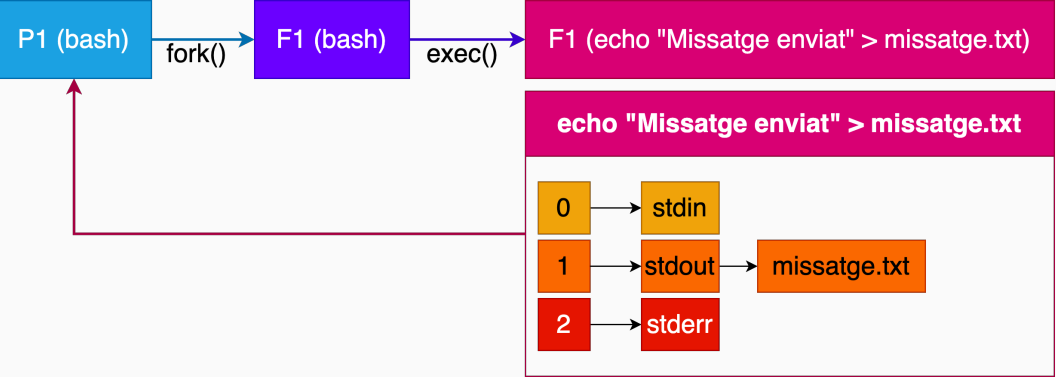 P1 (bash)
fork()
F1 (bash)
exec()
F1 (echo "Missatge enviat" > missatge.txt)
echo "Missatge enviat" > missatge.txt
0
stdin
1
stdout
missatge.txt
2
stderr